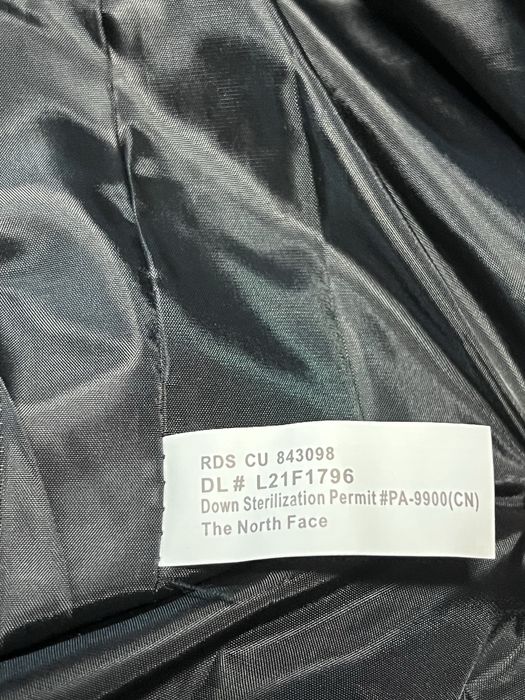 RDS CU 843098
DL# L21F1796
Down Sterilization Permit #PA-9900(CN)
The North Face